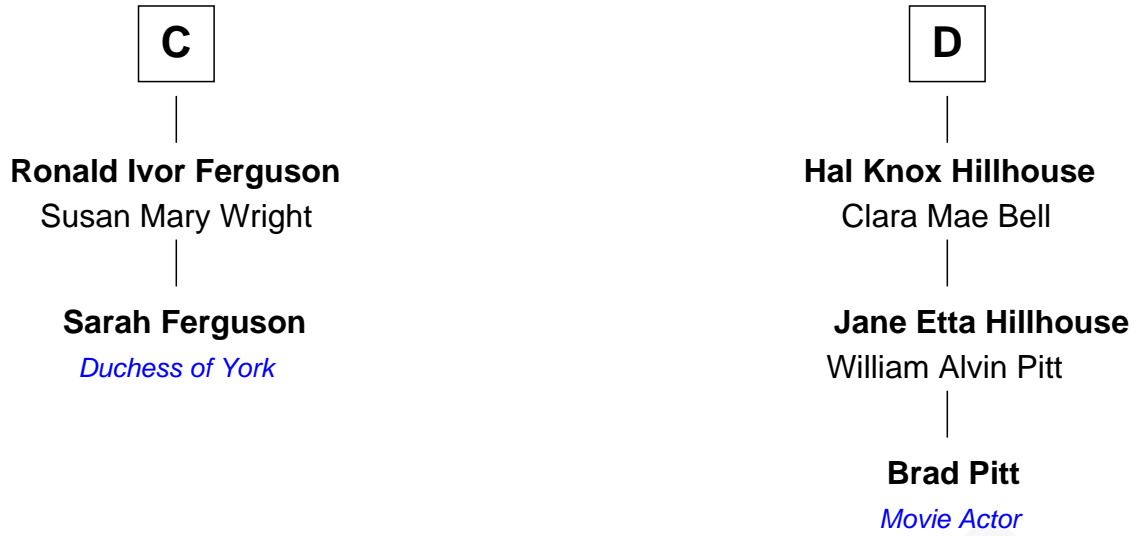 C
Ronald Ivor Ferguson
Susan Mary Wright
Sarah Ferguson
Duchess of York
D
Hal Knox Hillhouse
Clara Mae Bell
Jane Etta Hillhouse
William Alvin Pitt
Brad Pitt
Movie Actor